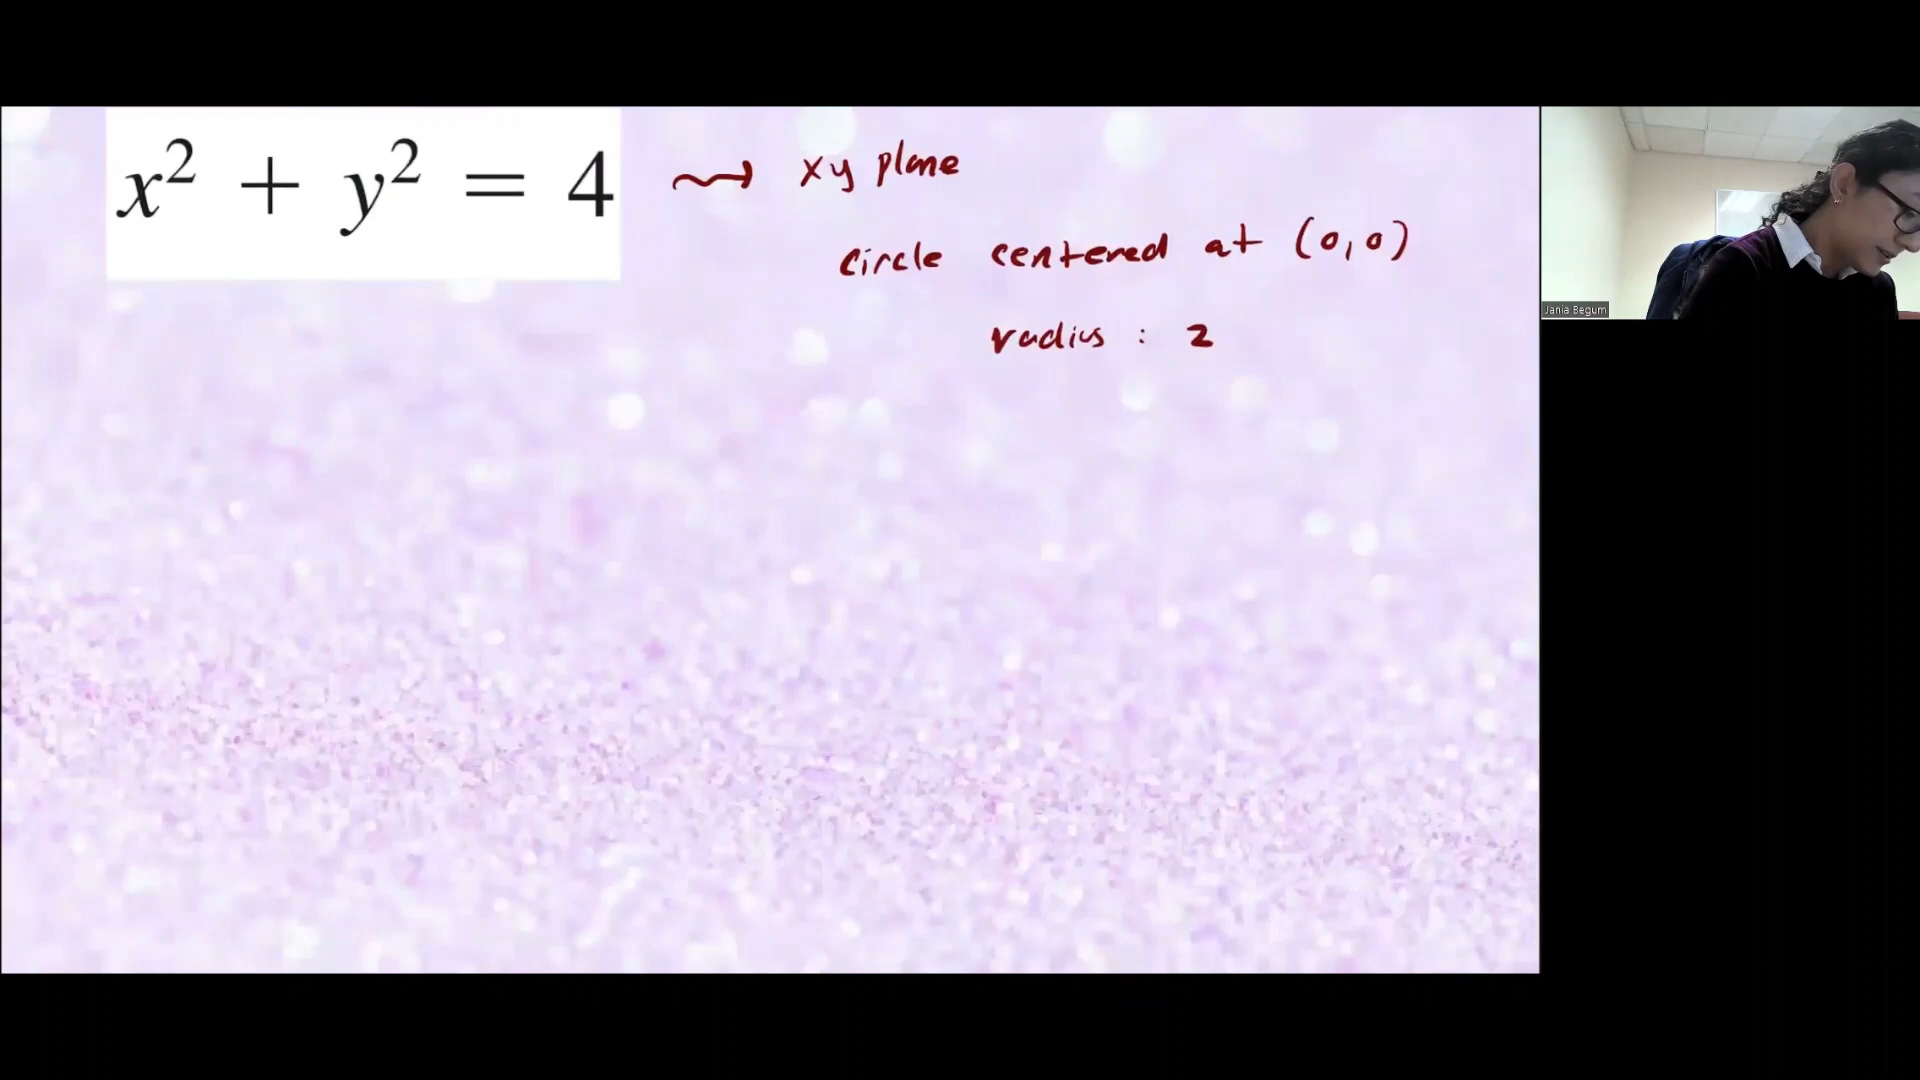 x² + y² = 4 ⇝ xy plane
circle centered at (0,0)
radius : 2
Jania Begum